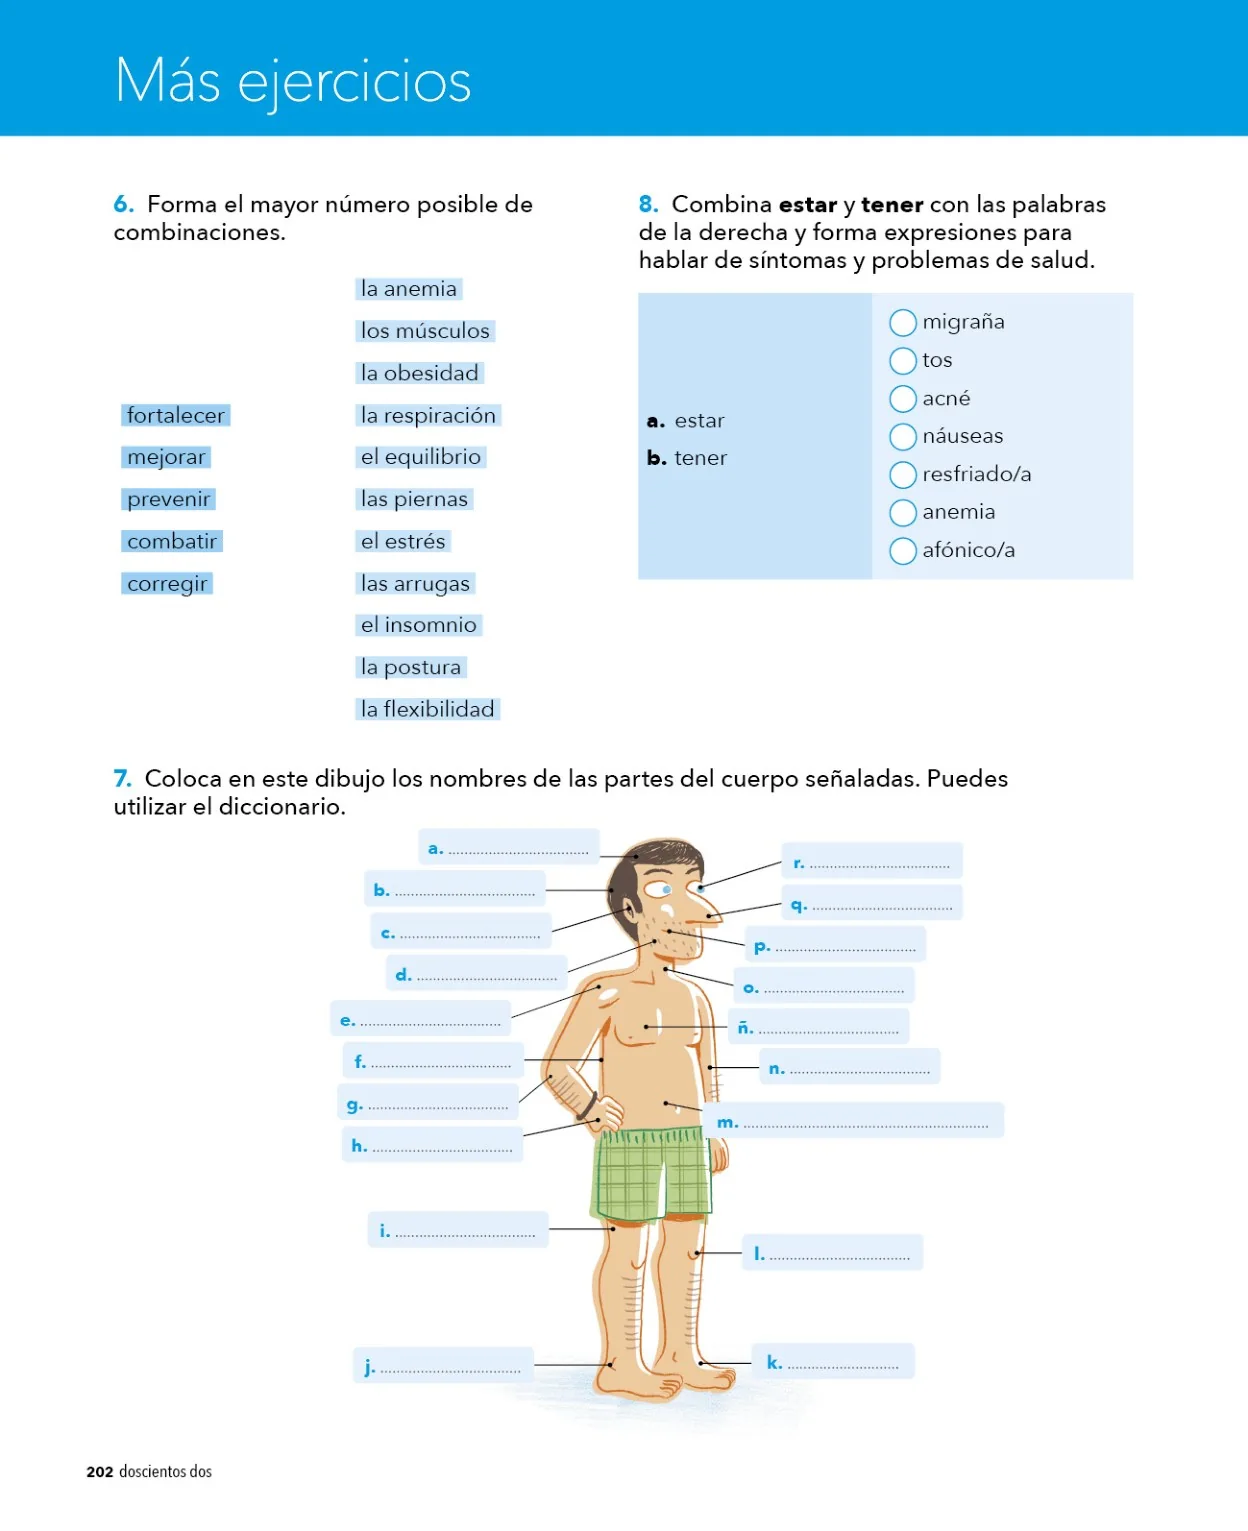 Más ejercicios
6. Forma el mayor número posible de
combinaciones.
fortalecer
mejorar
prevenir
combatir
corregir
la anemia
los músculos
la obesidad
la respiración
el equilibrio
las piernas
el estrés
las arrugas
el insomnio
la postura
la flexibilidad
8. Combina estar y tener con las palabras
de la derecha y forma expresiones para
hablar de síntomas y problemas de salud.
a. estar
b. tener
migraña
tos
acné
náuseas
resfriado/a
anemia
afónico/a
7. Coloca en este dibujo los nombres de las partes del cuerpo señaladas. Puedes
utilizar el diccionario.
a. ....................................
b. ....................................
c. ....................................
d. ....................................
e. ....................................
f. ....................................
g. ....................................
h. ....................................
i. ....................................
j. ....................................
r. ....................................
q. ....................................
p. ....................................
o. ....................................
ñ. ....................................
n. ....................................
m. ....................................
l. ....................................
k. ....................................
202 doscientos dos